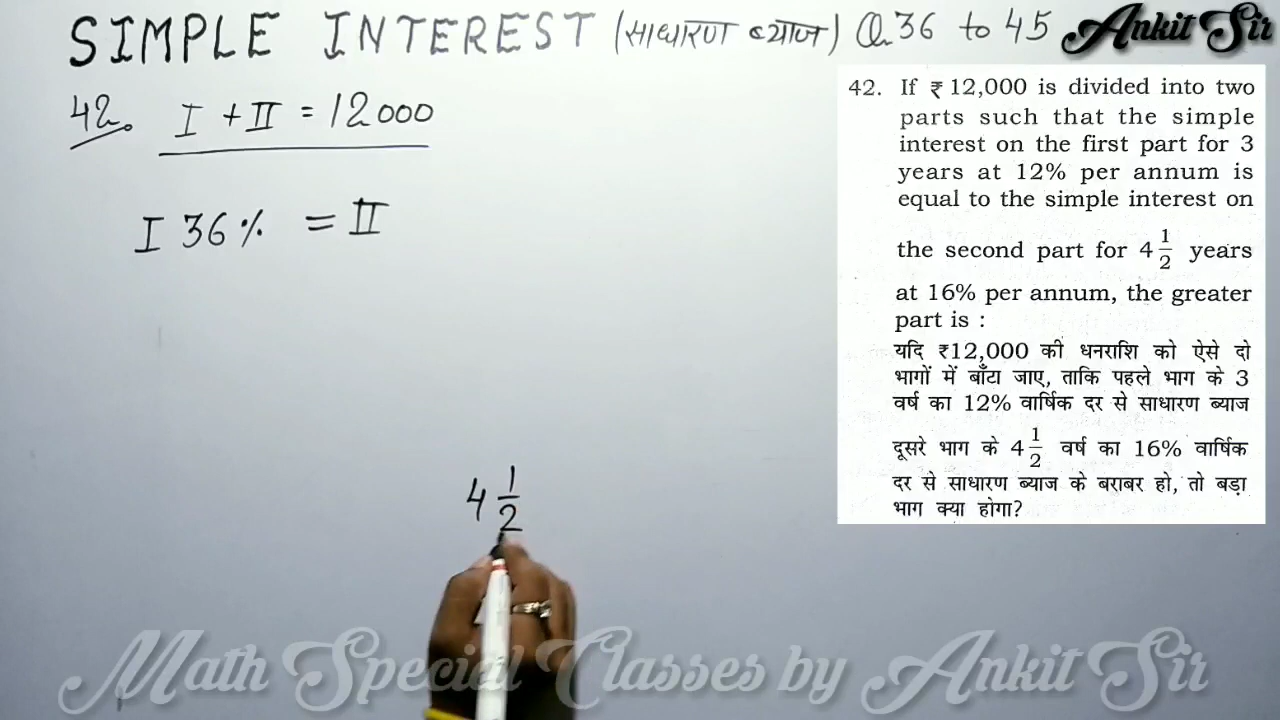 SIMPLE INTEREST (साधारण ब्याज) Q.36 to 45 Ankit Sir
42. I + II = 12000
I 36% = II
4 1/2
42. If ₹ 12,000 is divided into two
parts such that the simple
interest on the first part for 3
years at 12% per annum is
equal to the simple interest on
the second part for 4 1/2 years
at 16% per annum, the greater
part is :
यदि ₹12,000 की धनराशि को ऐसे दो
भागों में बाँटा जाए, ताकि पहले भाग के 3
वर्ष का 12% वार्षिक दर से साधारण ब्याज
दूसरे भाग के 4 1/2 वर्ष का 16% वार्षिक
दर से साधारण ब्याज के बराबर हो, तो बड़ा
भाग क्या होगा?
Math Special Classes by Ankit Sir